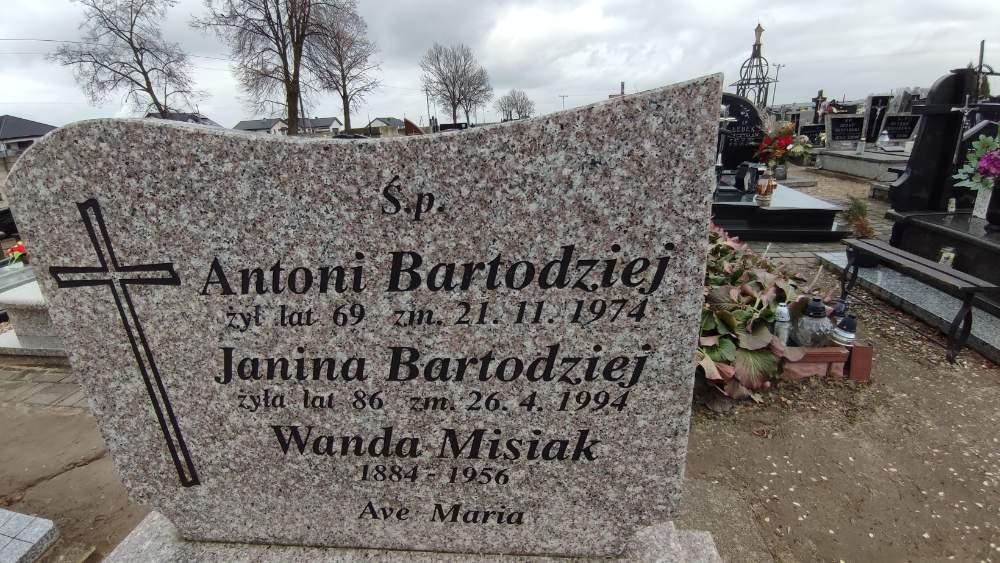 Ś.p.
Antoni Bartodziej
żył lat 69 zm. 21. 11. 1974
Janina Bartodziej
żyła lat 86 zm. 26. 4. 1994
Wanda Misiak
1884 - 1956
Ave Maria